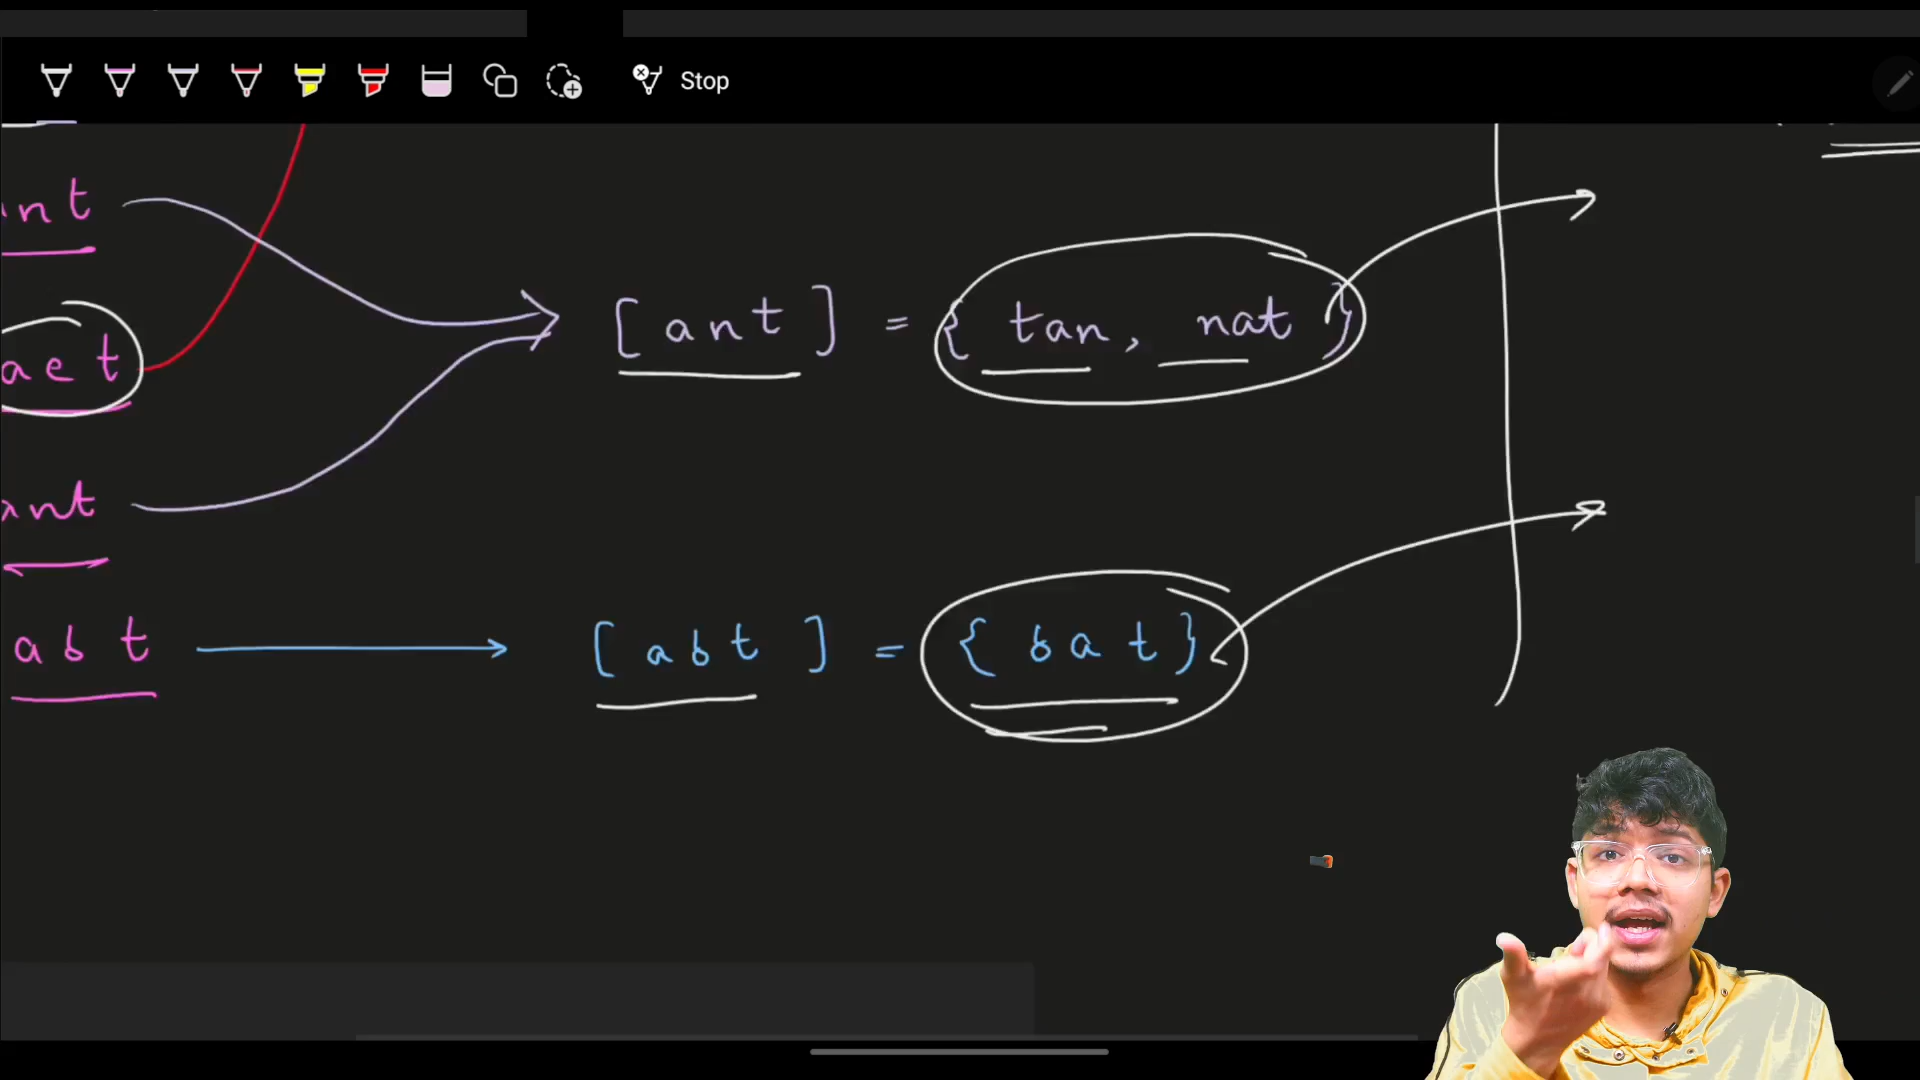 Stop
nt
[ant] = { tan, nat }
aet
ant
abt
[abt] = { bat }